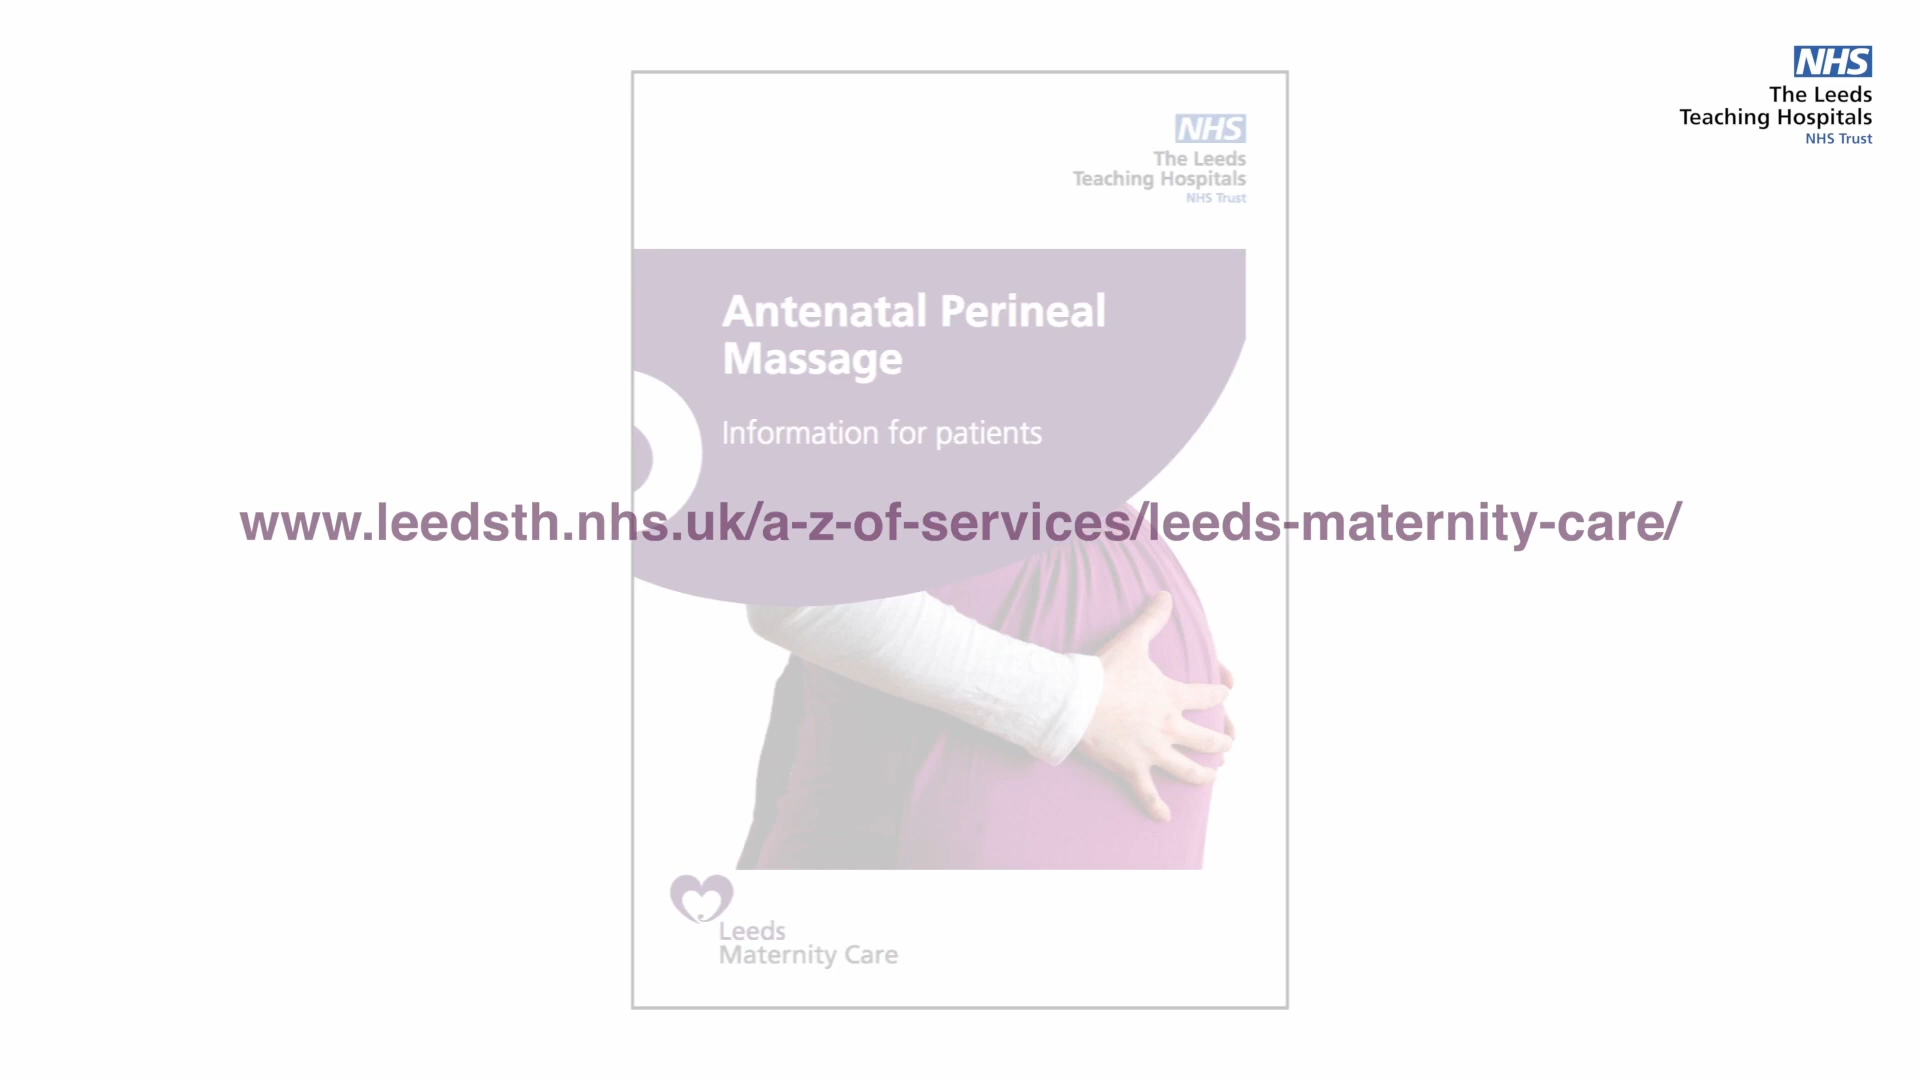 NHS
The Leeds
Teaching Hospitals
NHS Trust
NHS
The Leeds
Teaching Hospitals
NHS Trust
Antenatal Perineal
Massage
Information for patients
www.leedsth.nhs.uk/a-z-of-services/leeds-maternity-care/
Leeds
Maternity Care